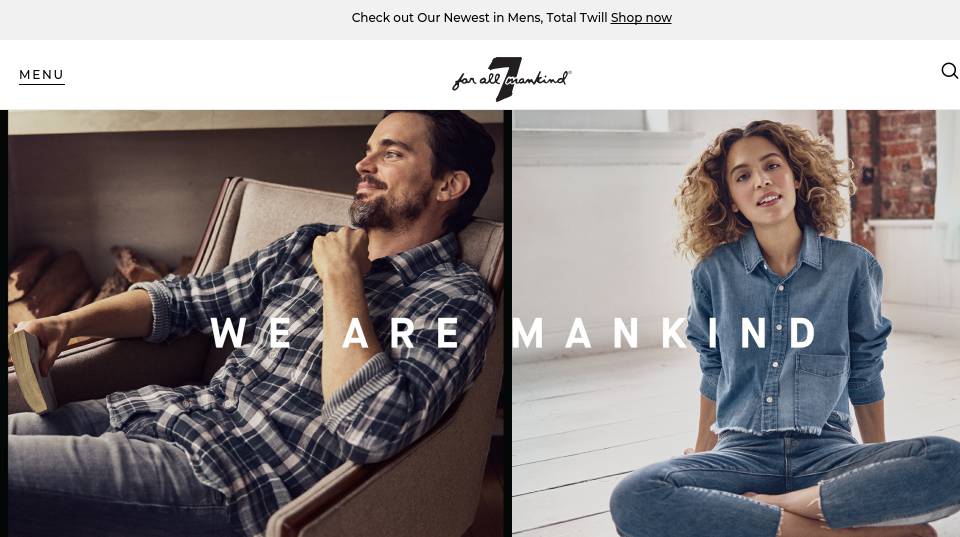 Check out Our Newest in Mens, Total Twill Shop now
MENU
for all 7 mankind®
WE ARE MANKIND